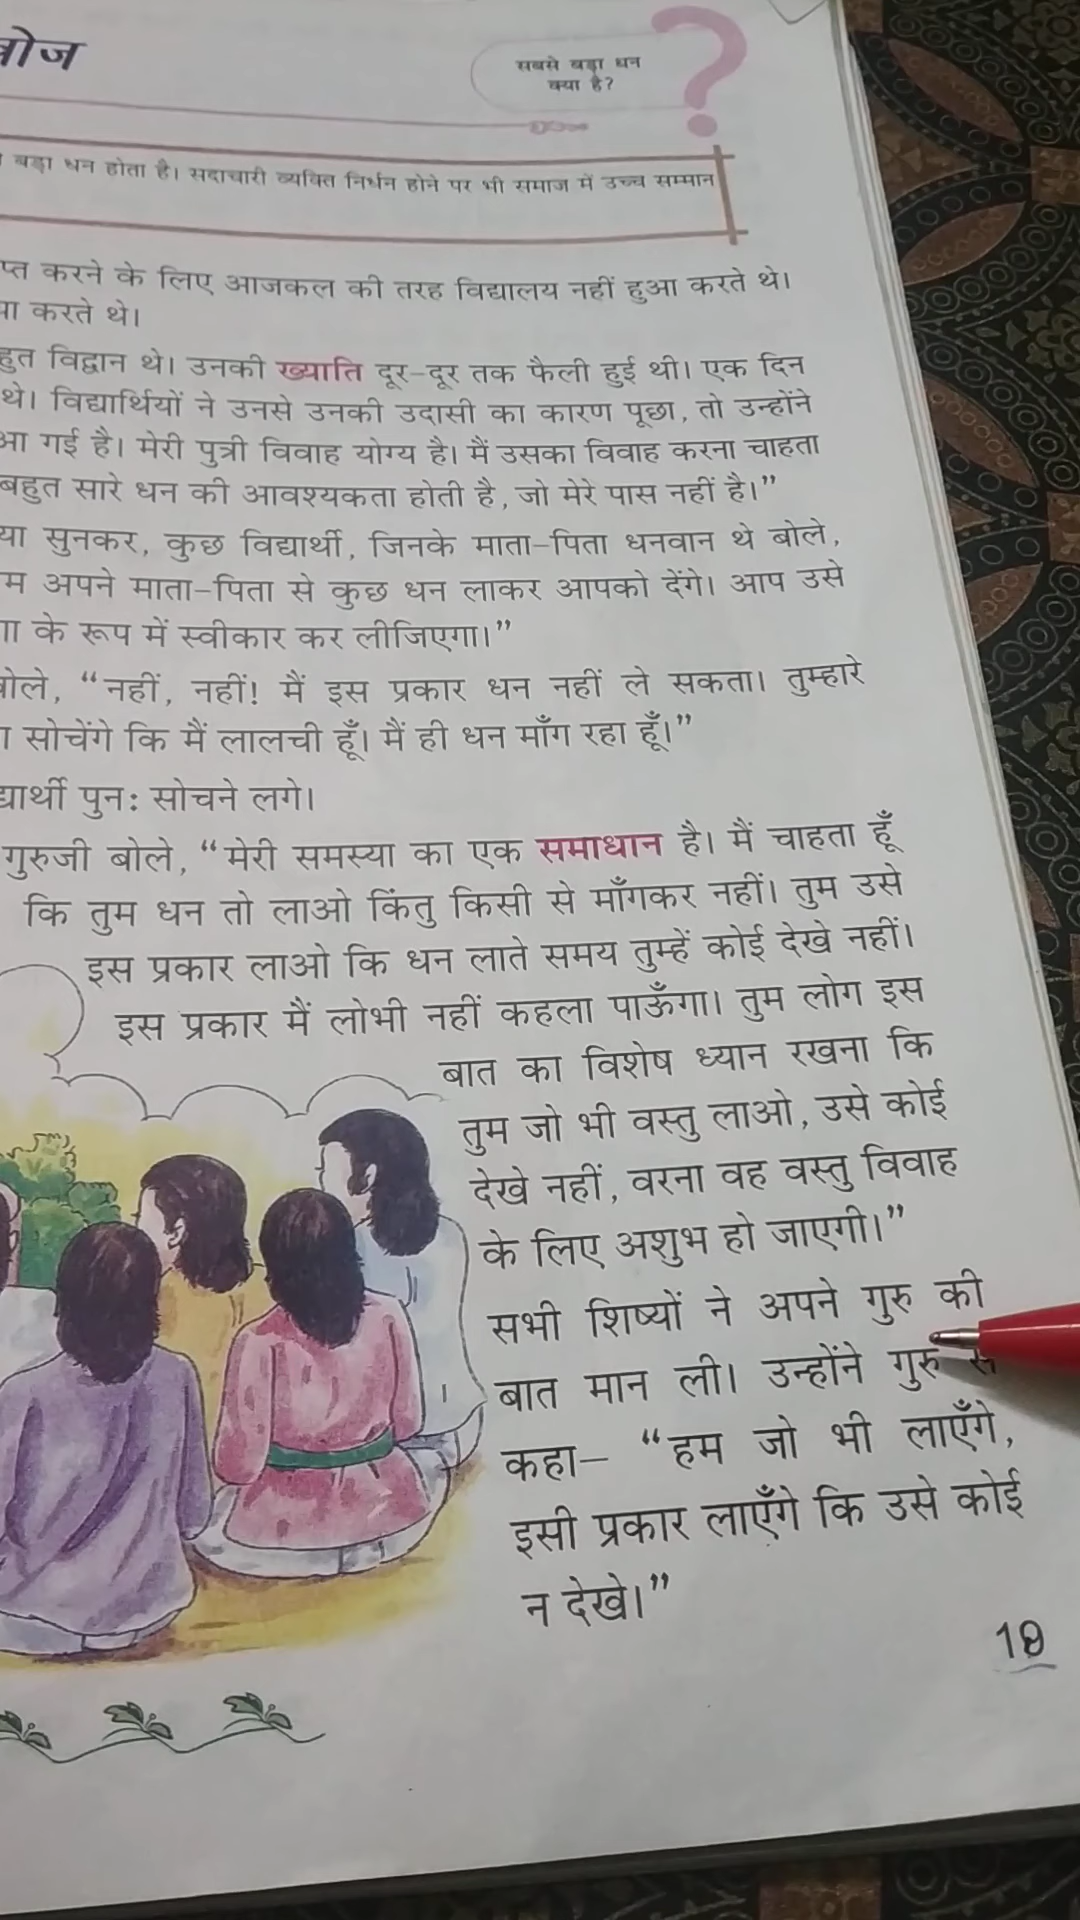 सबसे बड़ा धन
क्या है?
बड़ा धन होता है। सदाचारी व्यक्ति निर्धन होने पर भी समाज में उच्च सम्मान
करने के लिए आजकल की तरह विद्यालय नहीं हुआ करते थे।
करते थे।
विद्वान थे। उनकी ख्याति दूर-दूर तक फैली हुई थी। एक दिन
थे। विद्यार्थियों ने उनसे उनकी उदासी का कारण पूछा, तो उन्होंने
आ गई है। मेरी पुत्री विवाह योग्य है। मैं उसका विवाह करना चाहता
बहुत सारे धन की आवश्यकता होती है, जो मेरे पास नहीं है।”
सुनकर, कुछ विद्यार्थी, जिनके माता-पिता धनवान थे बोले,
अपने माता-पिता से कुछ धन लाकर आपको देंगे। आप उसे
के रूप में स्वीकार कर लीजिएगा।”
बोले, “नहीं, नहीं! मैं इस प्रकार धन नहीं ले सकता। तुम्हारे
सोचेंगे कि मैं लालची हूँ। मैं ही धन माँग रहा हूँ।”
पुनः सोचने लगे।
गुरुजी बोले, “मेरी समस्या का एक समाधान है। मैं चाहता हूँ
कि तुम धन तो लाओ किंतु किसी से माँगकर नहीं। तुम उसे
इस प्रकार लाओ कि धन लाते समय तुम्हें कोई देखे नहीं।
इस प्रकार मैं लोभी नहीं कहला पाऊँगा। तुम लोग इस
बात का विशेष ध्यान रखना कि
तुम जो भी वस्तु लाओ, उसे कोई
देखे नहीं, वरना वह वस्तु विवाह
के लिए अशुभ हो जाएगी।”
सभी शिष्यों ने अपने गुरु की
बात मान ली। उन्होंने गुरु से
कहा– “हम जो भी लाएँगे,
इसी प्रकार लाएँगे कि उसे कोई
न देखे।”